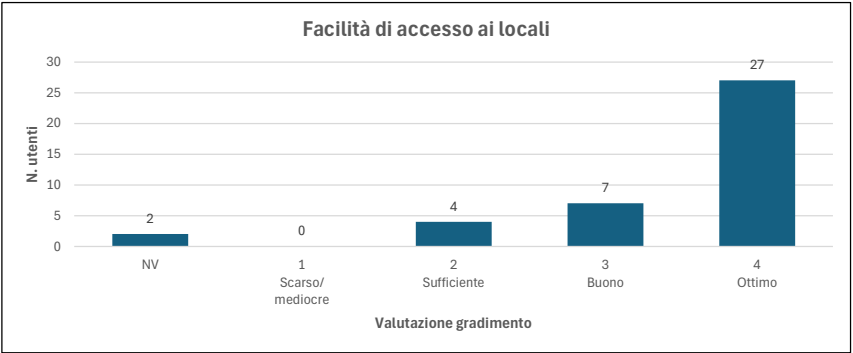 Facilità di accesso ai locali
30
25
20
15
10
5
0
N. utenti
2
0
4
7
27
NV
1
Scarso/
mediocre
2
Sufficiente
3
Buono
4
Ottimo
Valutazione gradimento